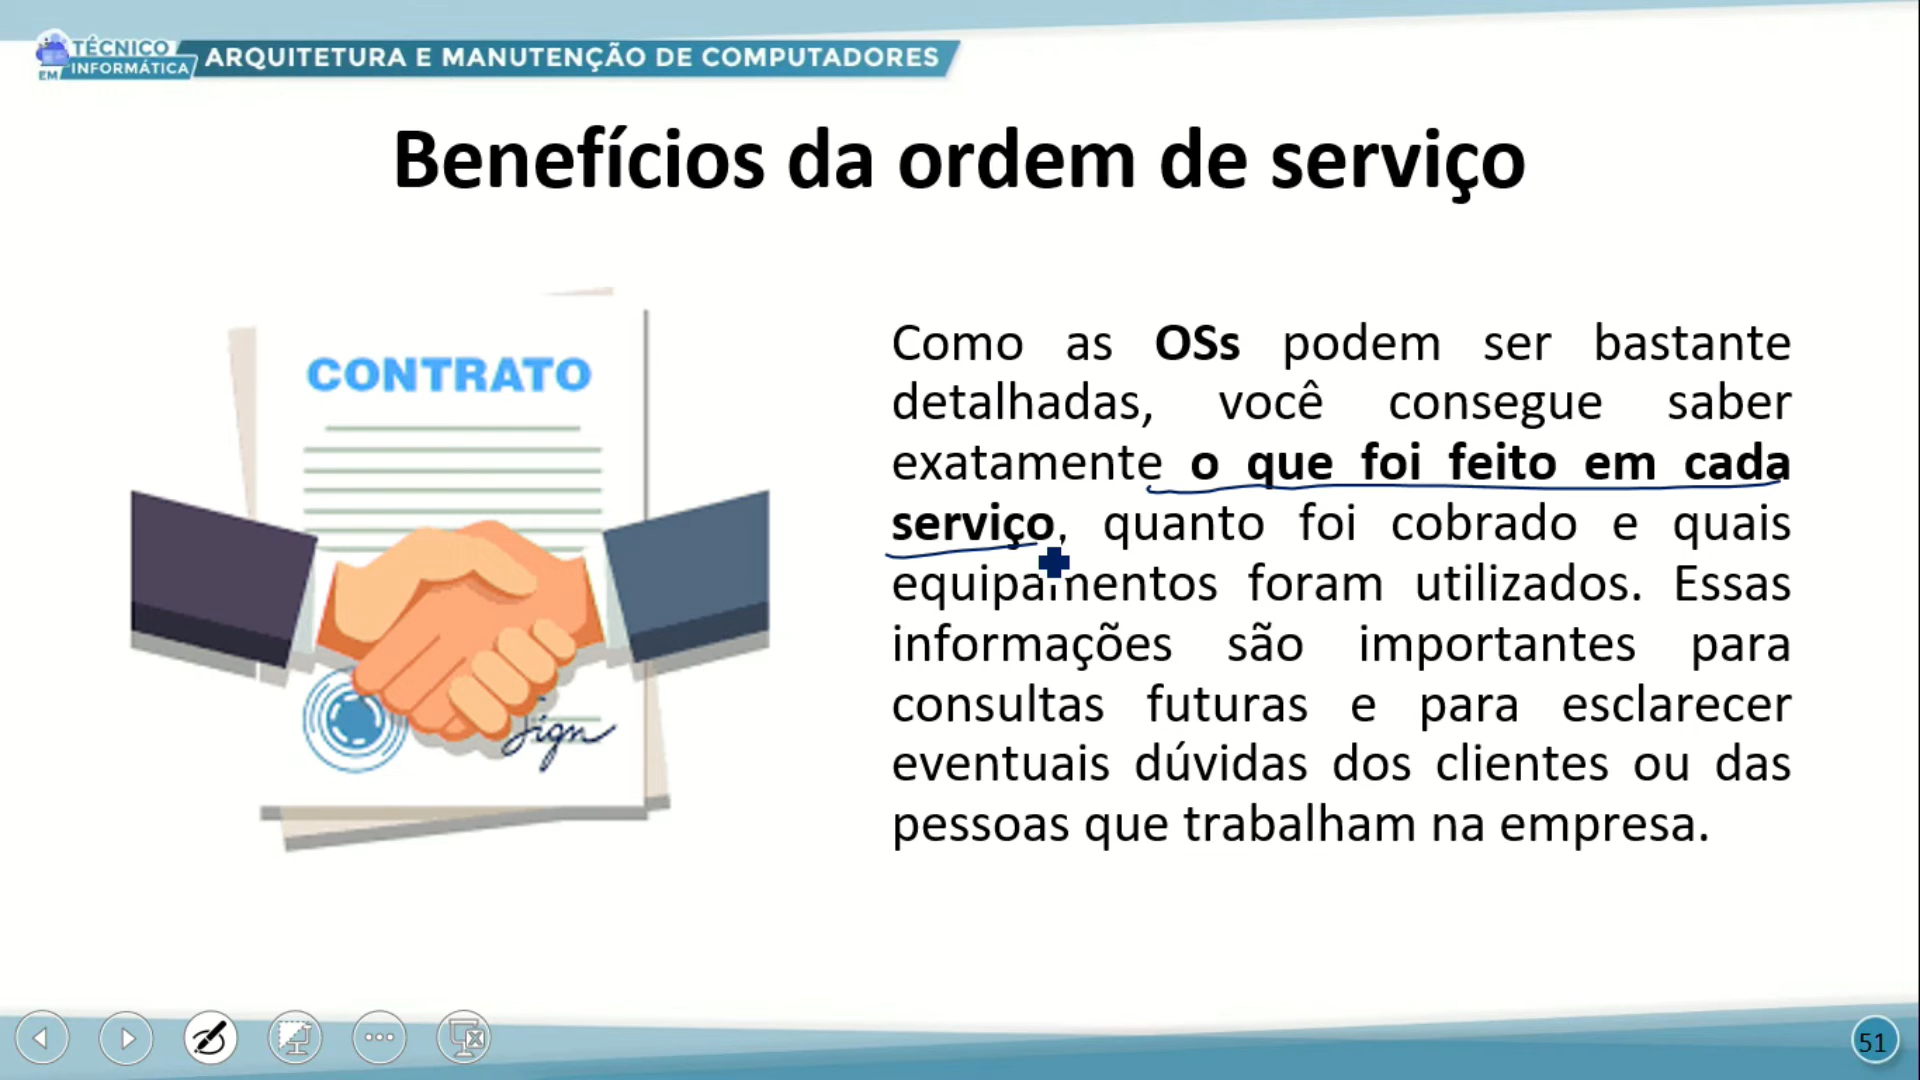 TÉCNICO
EM INFORMÁTICA
ARQUITETURA E MANUTENÇÃO DE COMPUTADORES
Benefícios da ordem de serviço
CONTRATO
Sign
Como as OSs podem ser bastante
detalhadas, você consegue saber
exatamente o que foi feito em cada
serviço, quanto foi cobrado e quais
equipamentos foram utilizados. Essas
informações são importantes para
consultas futuras e para esclarecer
eventuais dúvidas dos clientes ou das
pessoas que trabalham na empresa.
51